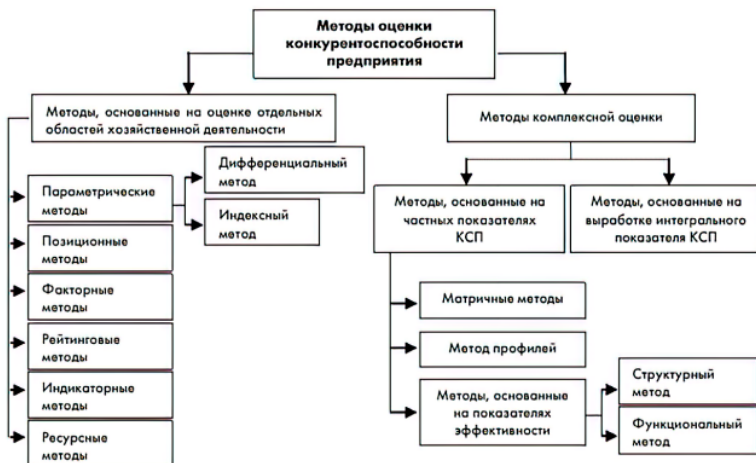 Методы оценки
конкурентоспособности
предприятия
Методы, основанные на оценке отдельных
областей хозяйственной деятельности
Параметрические
методы
Дифференциальный
метод
Индексный
метод
Позиционные
методы
Факторные
методы
Рейтинговые
методы
Индикаторные
методы
Ресурсные
методы
Методы комплексной оценки
Методы, основанные на
частных показателях
КСП
Методы, основанные на
выработке интегрального
показателя КСП
Матричные методы
Метод профилей
Методы, основанные
на показателях
эффективности
Структурный
метод
Функциональный
метод